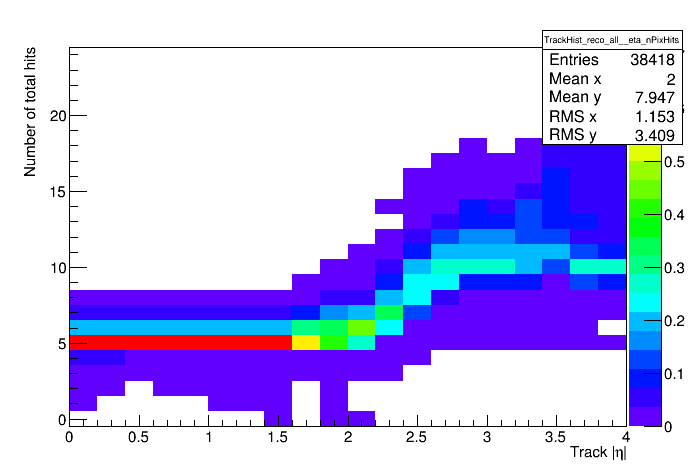 TrackHist_reco_all__eta_nPixHits
Entries 38418
Mean x 2
Mean y 7.947
RMS x 1.153
RMS y 3.409
Number of total hits
20
15
10
5
0
0 0.5 1 1.5 2 2.5 3 3.5 4
Track |η|
0.5
0.4
0.3
0.2
0.1
0